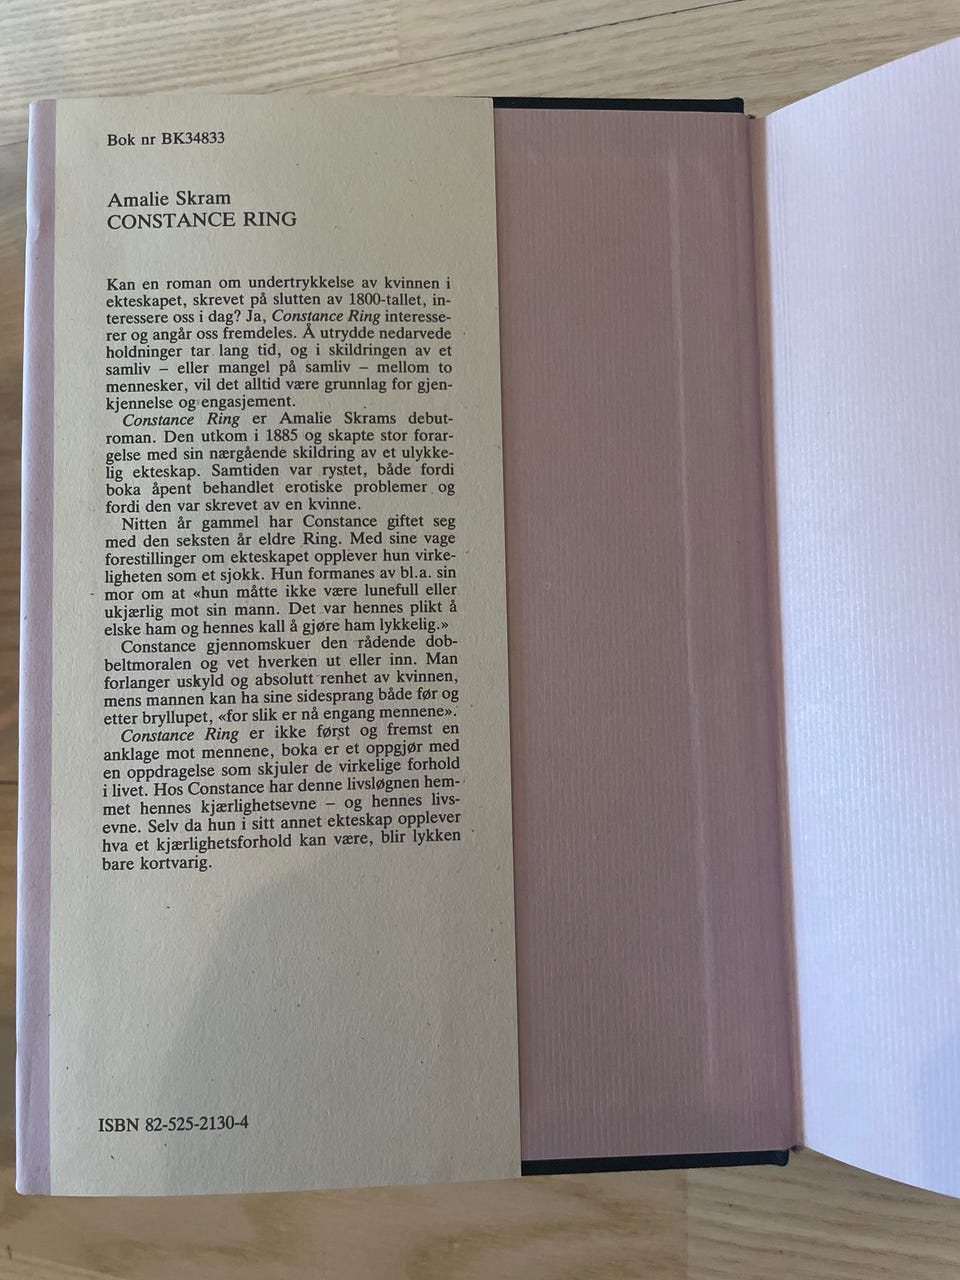 Bok nr BK34833
Amalie Skram
CONSTANCE RING
Kan en roman om undertrykkelse av kvinnen i
ekteskapet, skrevet på slutten av 1800-tallet, in-
teressere oss i dag? Ja, Constance Ring interesse-
rer og angår oss fremdeles. Å utrydde nedarvede
holdninger tar lang tid, og i skildringen av et
samliv – eller mangel på samliv – mellom to
mennesker, vil det alltid være grunnlag for gjen-
kjennelse og engasjement.
Constance Ring er Amalie Skrams debut-
roman. Den utkom i 1885 og skapte stor forar-
gelse med sin nærgående skildring av et ulykke-
lig ekteskap. Samtiden var rystet, både fordi
boka åpent behandlet erotiske problemer og
fordi den var skrevet av en kvinne.
Nitten år gammel har Constance giftet seg
med den seksten år eldre Ring. Med sine vage
forestillinger om ekteskapet opplever hun virke-
ligheten som et sjokk. Hun formanes av bl.a. sin
mor om at «hun måtte ikke være lunefull eller
ukjærlig mot sin mann. Det var hennes plikt å
elske ham og hennes kall å gjøre ham lykkelig.»
Constance gjennomskuer den rådende dob-
beltmoralen og vet hverken ut eller inn. Man
forlanger uskyld og absolutt renhet av kvinnen,
mens mannen kan ha sine sidesprang både før og
etter bryllupet, «for slik er nå engang mennene».
Constance Ring er ikke først og fremst en
anklage mot mennene, boka er et oppgjør med
en oppdragelse som skjuler de virkelige forhold
i livet. Hos Constance har denne livsløgnen hem-
met hennes kjærlighetsevne – og hennes livs-
evne. Selv da hun i sitt annet ekteskap opplever
hva et kjærlighetsforhold kan være, blir lykken
bare kortvarig.
ISBN 82-525-2130-4